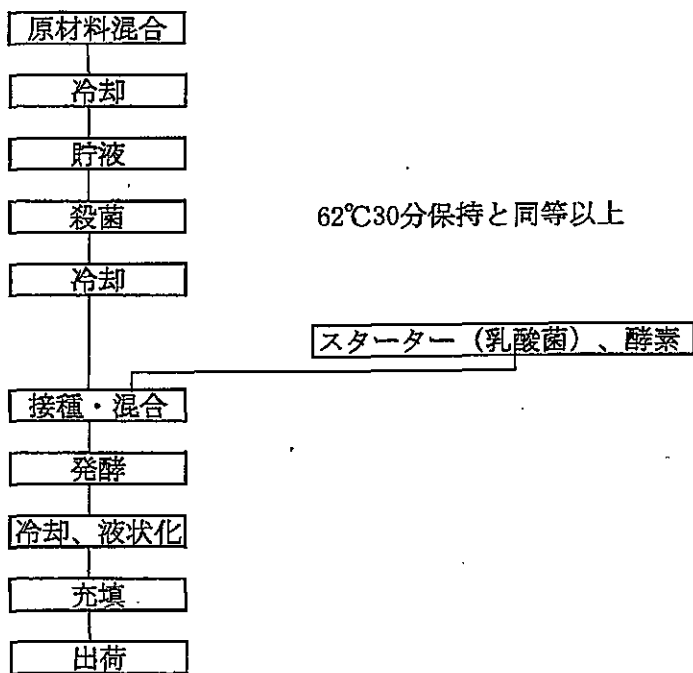 原材料混合
冷却
貯液
殺菌
62℃30分保持と同等以上
冷却
スターター（乳酸菌）、酵素
接種・混合
発酵
冷却、液状化
充填
出荷